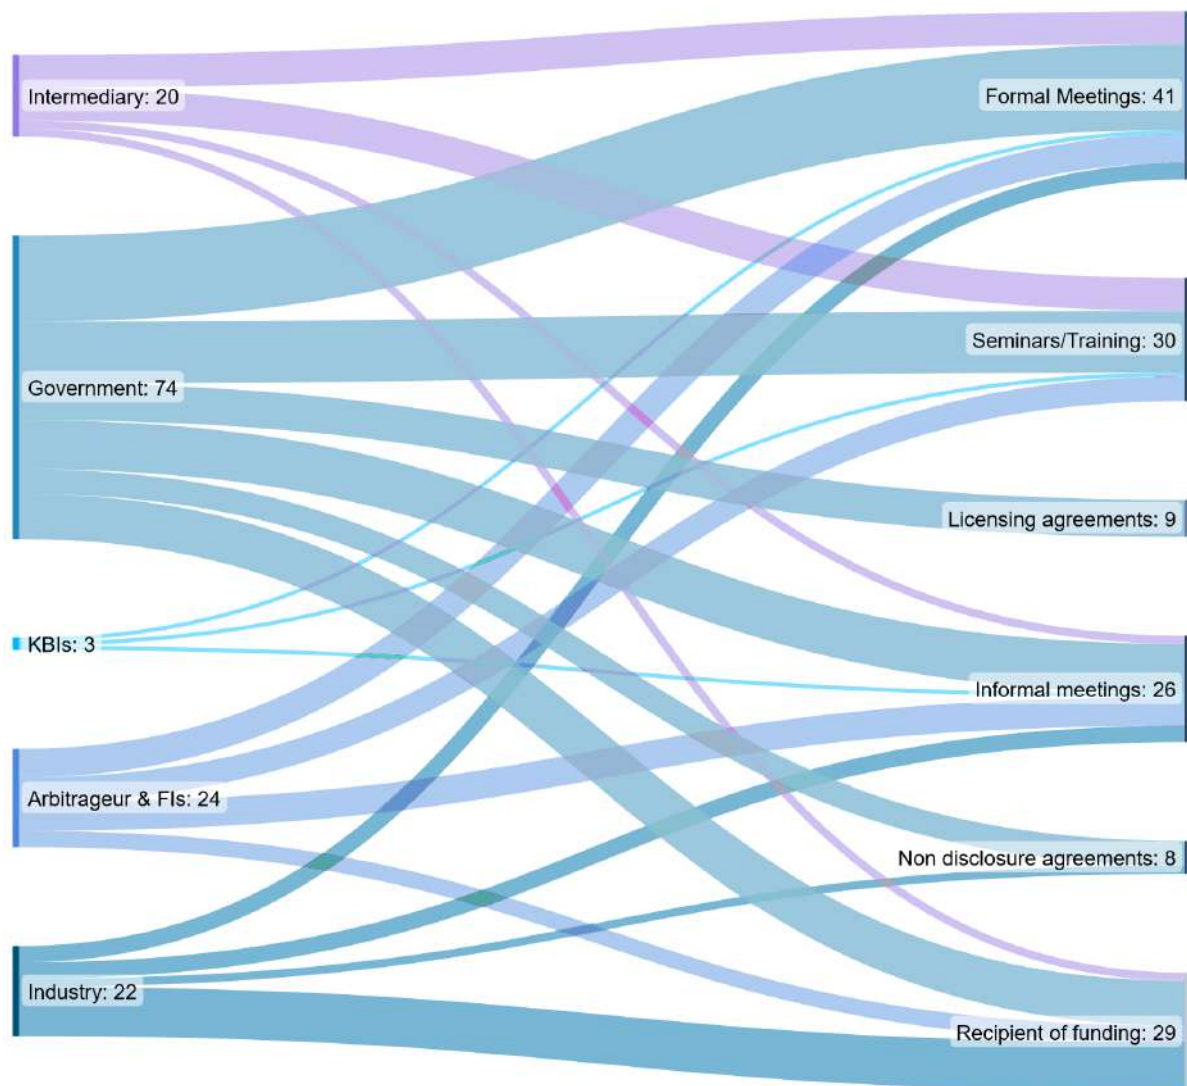 Intermediary: 20
Formal Meetings: 41
Seminars/Training: 30
Government: 74
Licensing agreements: 9
KBIs: 3
Informal meetings: 26
Arbitrageur & FIs: 24
Non disclosure agreements: 8
Industry: 22
Recipient of funding: 29